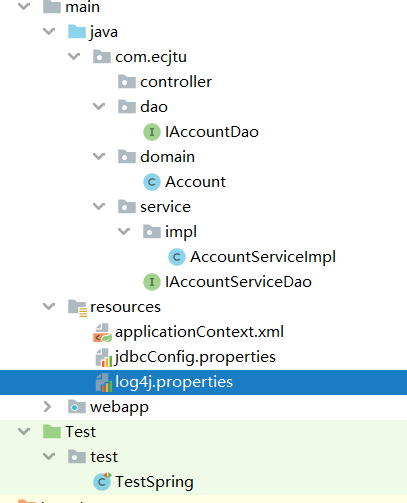 main
java
com.ecjtu
controller
dao
IAccountDao
domain
Account
service
impl
AccountServiceImpl
IAccountServiceDao
resources
applicationContext.xml
jdbcConfig.properties
log4j.properties
webapp
Test
test
TestSpring